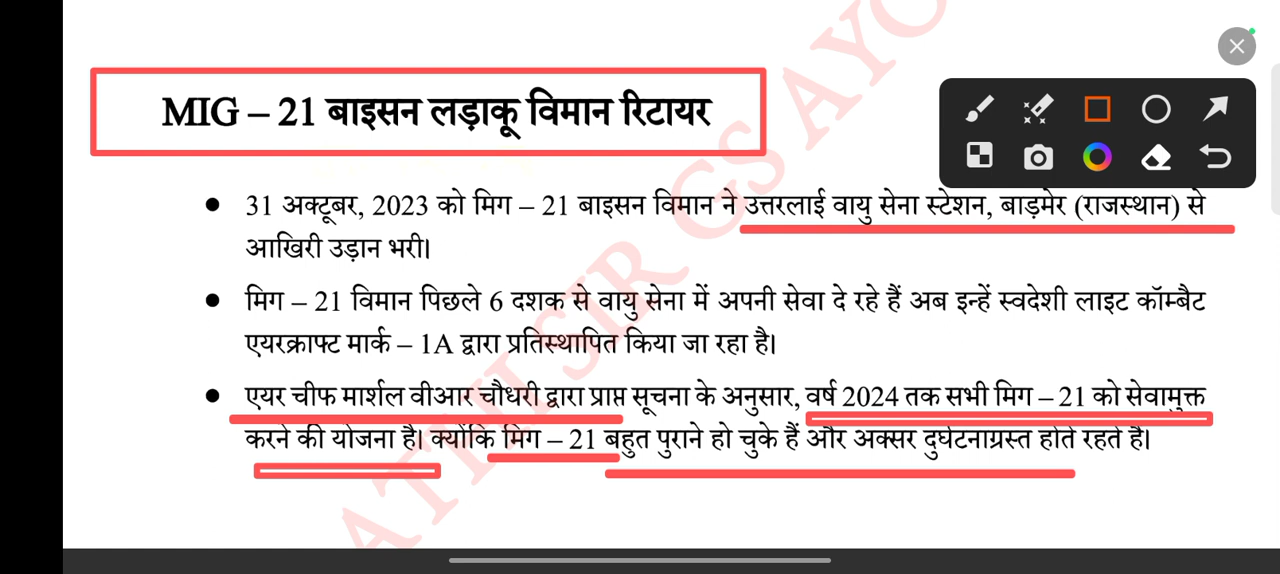 MIG – 21 बाइसन लड़ाकू विमान रिटायर
31 अक्टूबर, 2023 को मिग – 21 बाइसन विमान ने उत्तरलाई वायु सेना स्टेशन, बाड़मेर (राजस्थान) से
आखिरी उड़ान भरी।
मिग – 21 विमान पिछले 6 दशक से वायु सेना में अपनी सेवा दे रहे हैं अब इन्हें स्वदेशी लाइट कॉम्बैट
एयरक्राफ्ट मार्क – 1A द्वारा प्रतिस्थापित किया जा रहा है।
एयर चीफ मार्शल वीआर चौधरी द्वारा प्राप्त सूचना के अनुसार, वर्ष 2024 तक सभी मिग – 21 को सेवामुक्त
करने की योजना है। क्योंकि मिग – 21 बहुत पुराने हो चुके हैं और अक्सर दुर्घटनाग्रस्त होते रहते है।
SIR GS